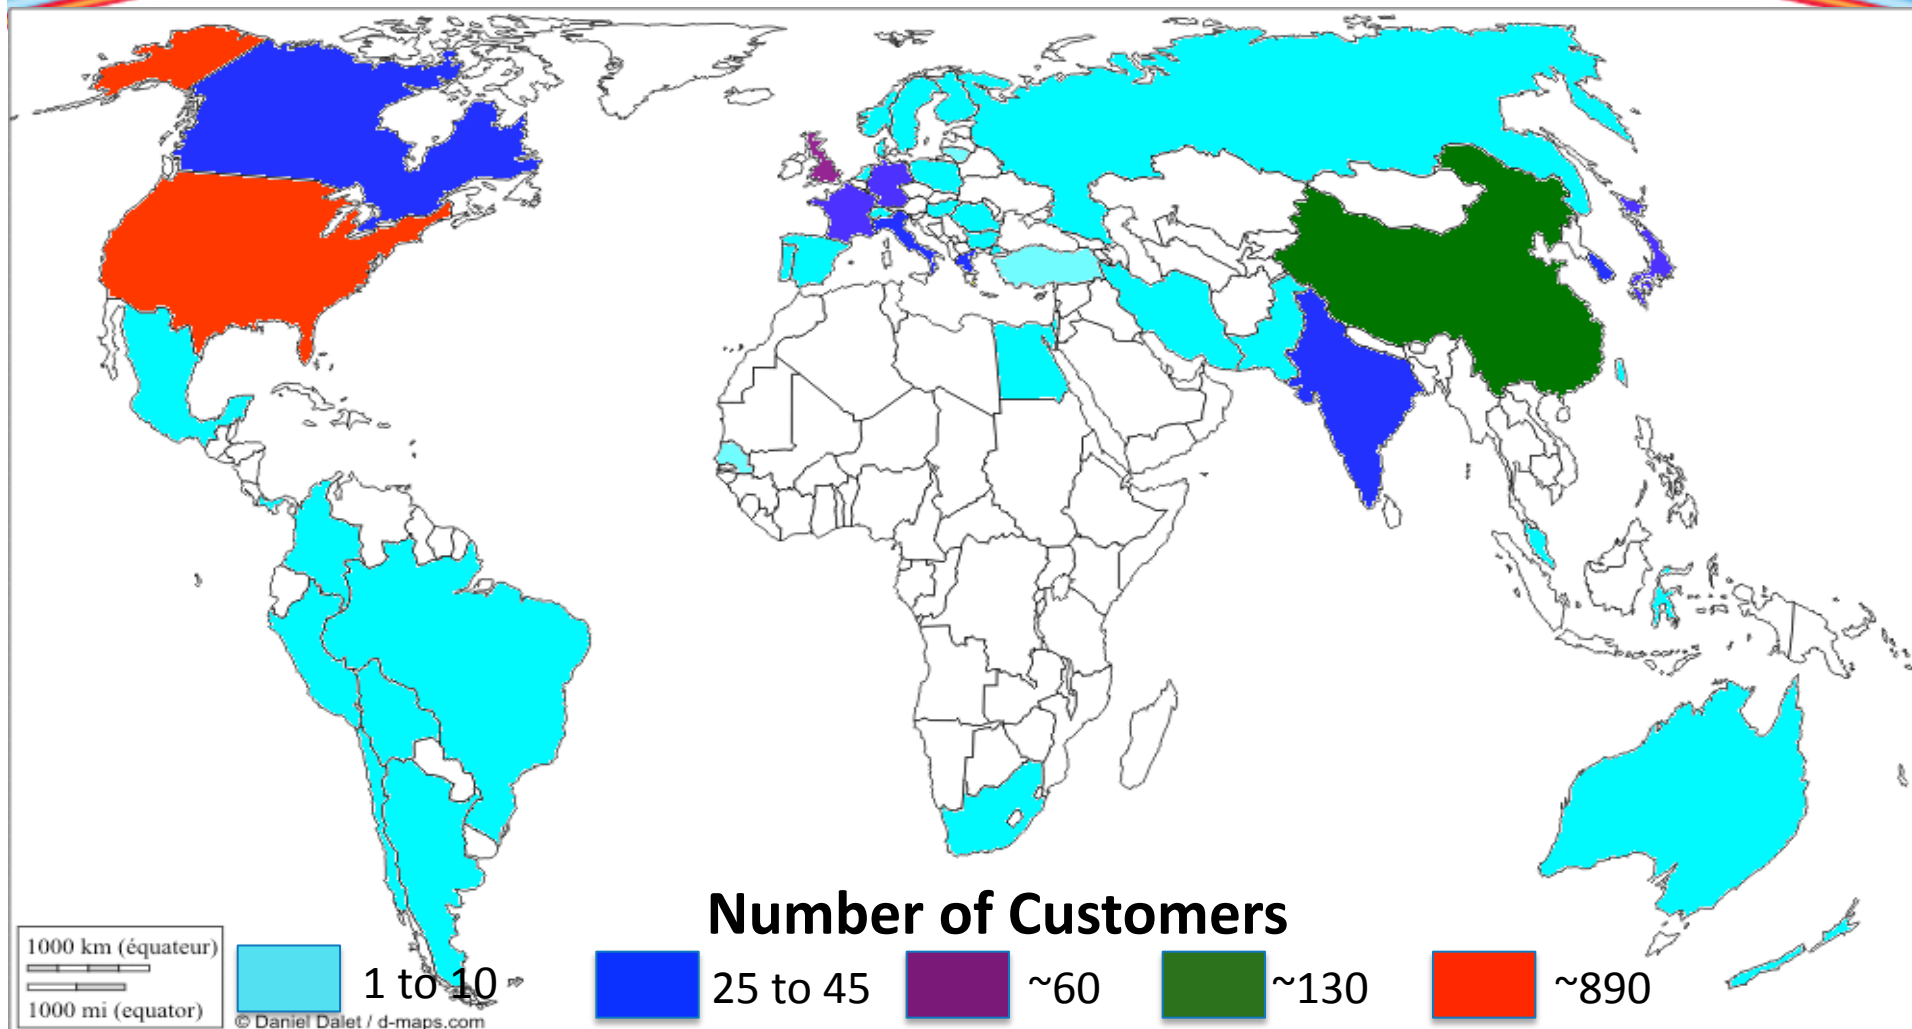 Number of Customers
1000 km (équateur)
1000 mi (equator)
1 to 10
25 to 45
~60
~130
~890
© Daniel Dalet / d-maps.com